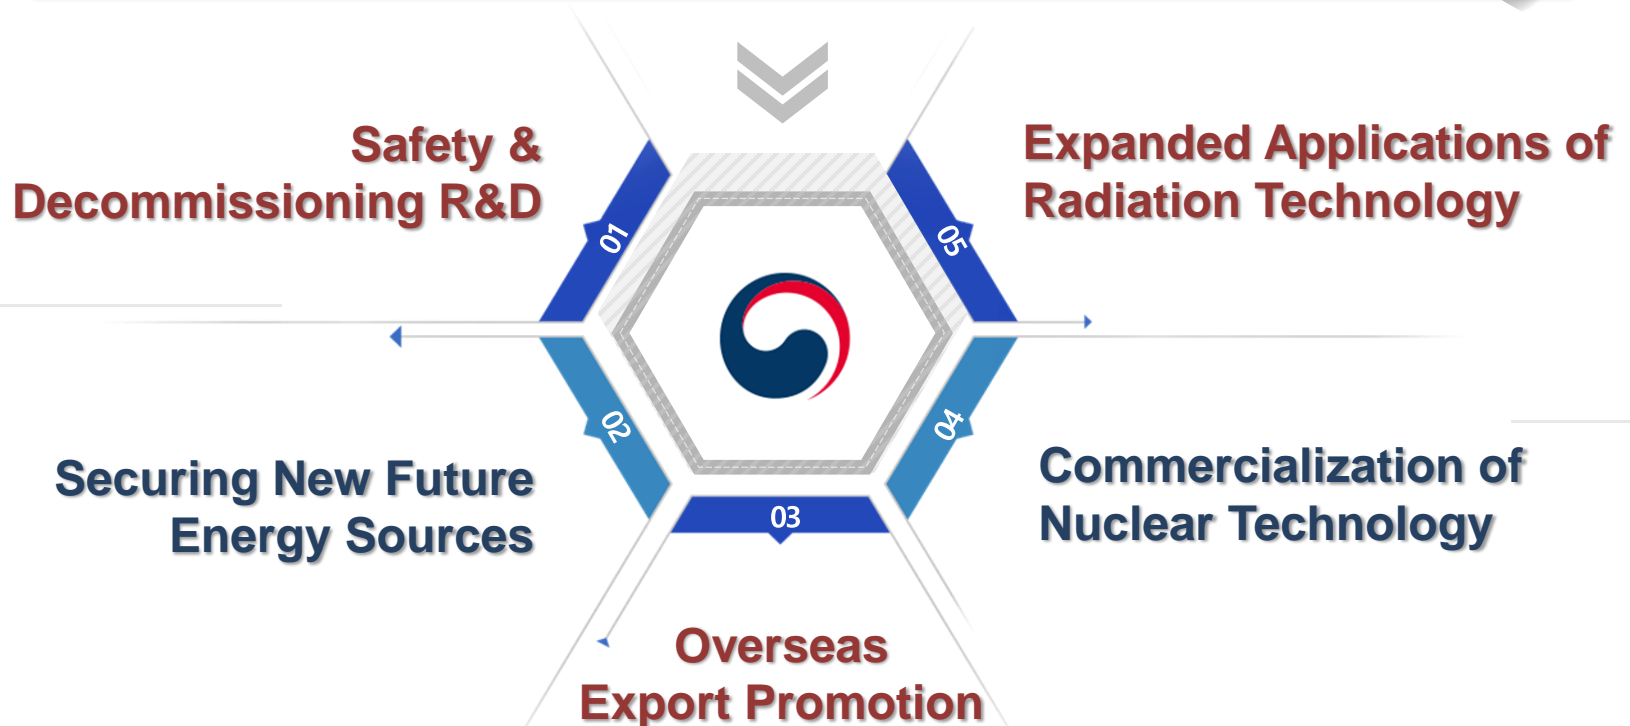 Safety &
Decommissioning R&D
01
Securing New Future
Energy Sources
02
03
Overseas
Export Promotion
04
Commercialization of
Nuclear Technology
05
Expanded Applications of
Radiation Technology